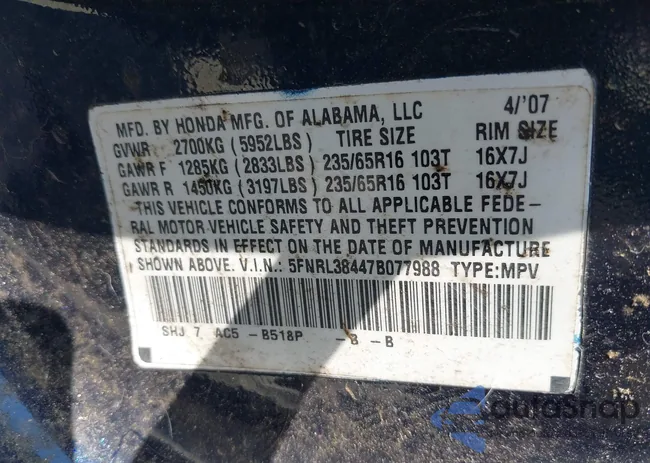 MFD. BY HONDA MFG. OF ALABAMA, LLC 4/'07
GVWR 2700KG (5952LBS) TIRE SIZE RIM SIZE
GAWR F 1285KG (2833LBS) 235/65R16 103T 16X7J
GAWR R 1450KG (3197LBS) 235/65R16 103T 16X7J
THIS VEHICLE CONFORMS TO ALL APPLICABLE FEDE-
RAL MOTOR VEHICLE SAFETY AND THEFT PREVENTION
STANDARDS IN EFFECT ON THE DATE OF MANUFACTURE
SHOWN ABOVE. V.I.N.: 5FNRL38447B077988 TYPE:MPV
SHJ 7 AC5 -B518P -B -B
AutaShop